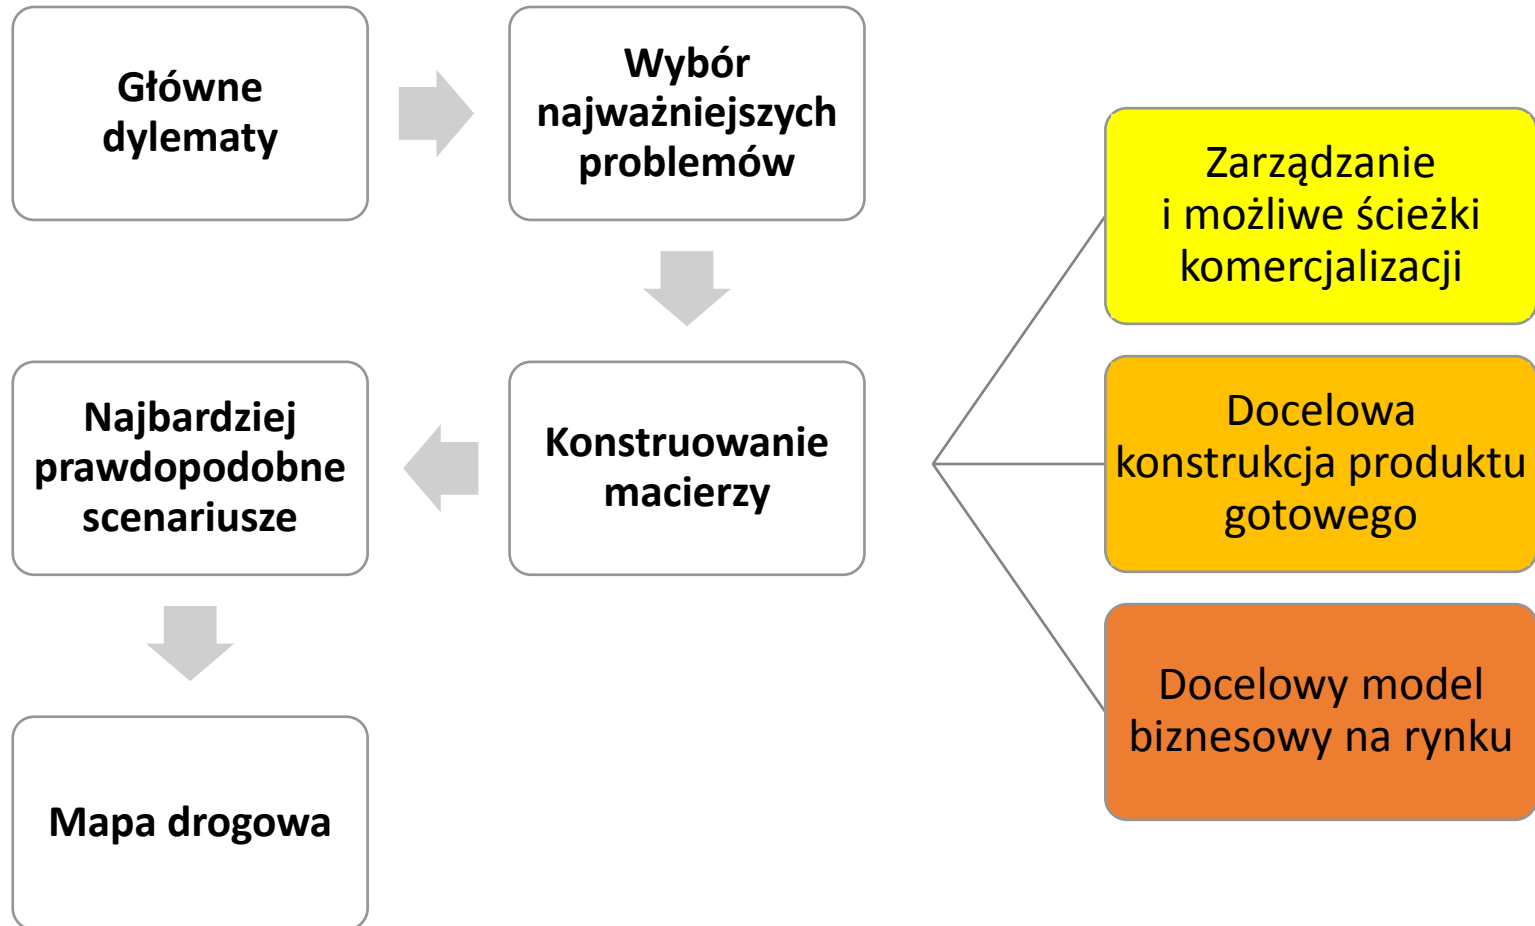 Główne
dylematy
Wybór
najważniejszych
problemów
Konstruowanie
macierzy
Najbardziej
prawdopodobne
scenariusze
Mapa drogowa
Zarządzanie
i możliwe ścieżki
komercjalizacji
Docelowa
konstrukcja produktu
gotowego
Docelowy model
biznesowy na rynku